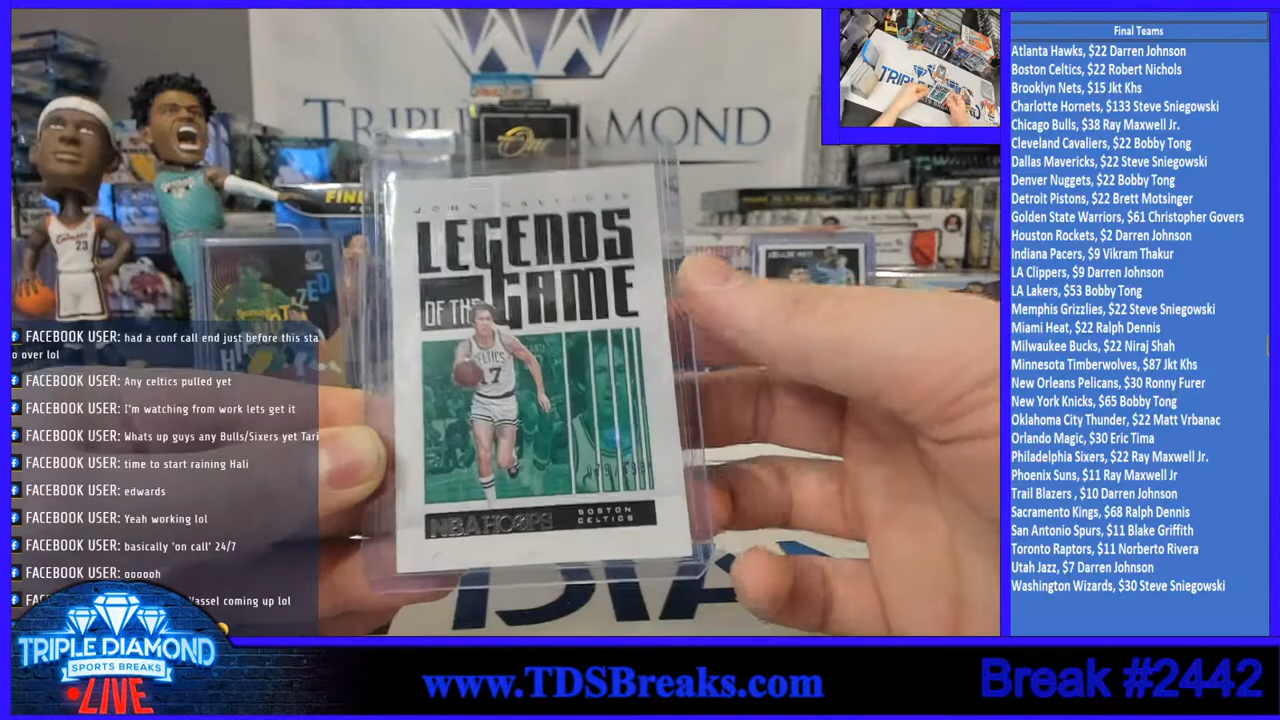 TRIPLE DIAMOND
JOHN HAVLICEK
LEGENDS
OF THE GAME
CELTICS
17
NBA HOOPS
BOSTON
CELTICS
23
FACEBOOK USER: had a conf call end just before this sta
o over lol
FACEBOOK USER: Any celtics pulled yet
FACEBOOK USER: I'm watching from work lets get it
FACEBOOK USER: Whats up guys any Bulls/Sixers yet Tari
FACEBOOK USER: time to start raining Hali
FACEBOOK USER: edwards
FACEBOOK USER: Yeah working lol
FACEBOOK USER: basically 'on call' 24/7
FACEBOOK USER: oooooh
Vassel coming up lol
TRIPLE DIAMOND
SPORTS BREAKS
LIVE
www.TDSBreaks.com
Break #2442
Final Teams
Atlanta Hawks, $22 Darren Johnson
Boston Celtics, $22 Robert Nichols
Brooklyn Nets, $15 Jkt Khs
Charlotte Hornets, $133 Steve Sniegowski
Chicago Bulls, $38 Ray Maxwell Jr.
Cleveland Cavaliers, $22 Bobby Tong
Dallas Mavericks, $22 Steve Sniegowski
Denver Nuggets, $22 Bobby Tong
Detroit Pistons, $22 Brett Motsinger
Golden State Warriors, $61 Christopher Govers
Houston Rockets, $2 Darren Johnson
Indiana Pacers, $9 Vikram Thakur
LA Clippers, $9 Darren Johnson
LA Lakers, $53 Bobby Tong
Memphis Grizzlies, $22 Steve Sniegowski
Miami Heat, $22 Ralph Dennis
Milwaukee Bucks, $22 Niraj Shah
Minnesota Timberwolves, $87 Jkt Khs
New Orleans Pelicans, $30 Ronny Furer
New York Knicks, $65 Bobby Tong
Oklahoma City Thunder, $22 Matt Vrbanac
Orlando Magic, $30 Eric Tima
Philadelphia Sixers, $22 Ray Maxwell Jr.
Phoenix Suns, $11 Ray Maxwell Jr
Trail Blazers , $10 Darren Johnson
Sacramento Kings, $68 Ralph Dennis
San Antonio Spurs, $11 Blake Griffith
Toronto Raptors, $11 Norberto Rivera
Utah Jazz, $7 Darren Johnson
Washington Wizards, $30 Steve Sniegowski